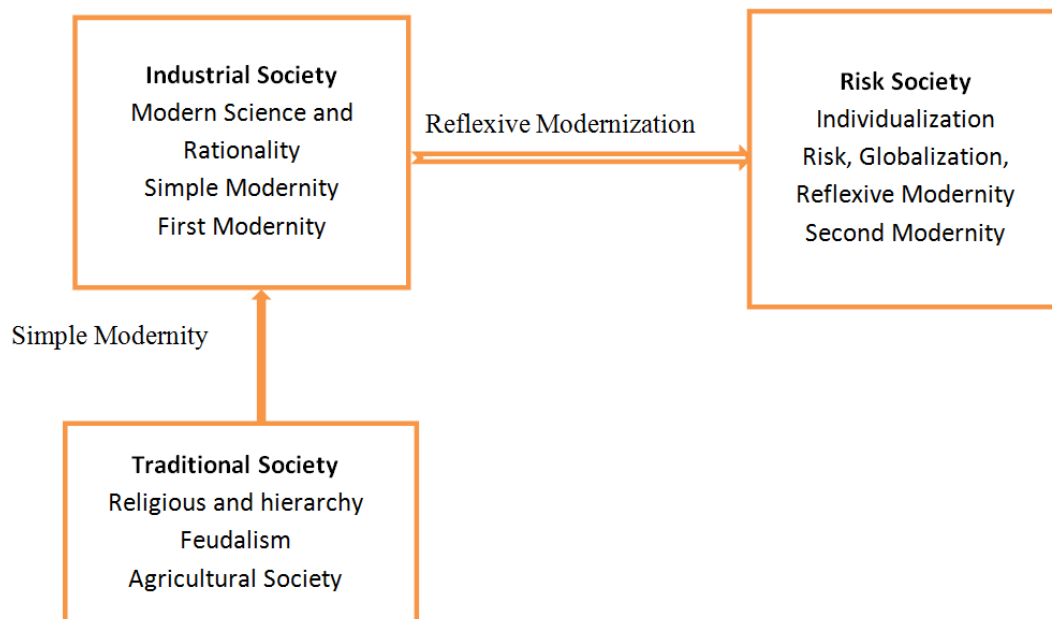 Industrial Society
Modern Science and
Rationality
Simple Modernity
First Modernity
Reflexive Modernization
Risk Society
Individualization
Risk, Globalization,
Reflexive Modernity
Second Modernity
Simple Modernity
Traditional Society
Religious and hierarchy
Feudalism
Agricultural Society